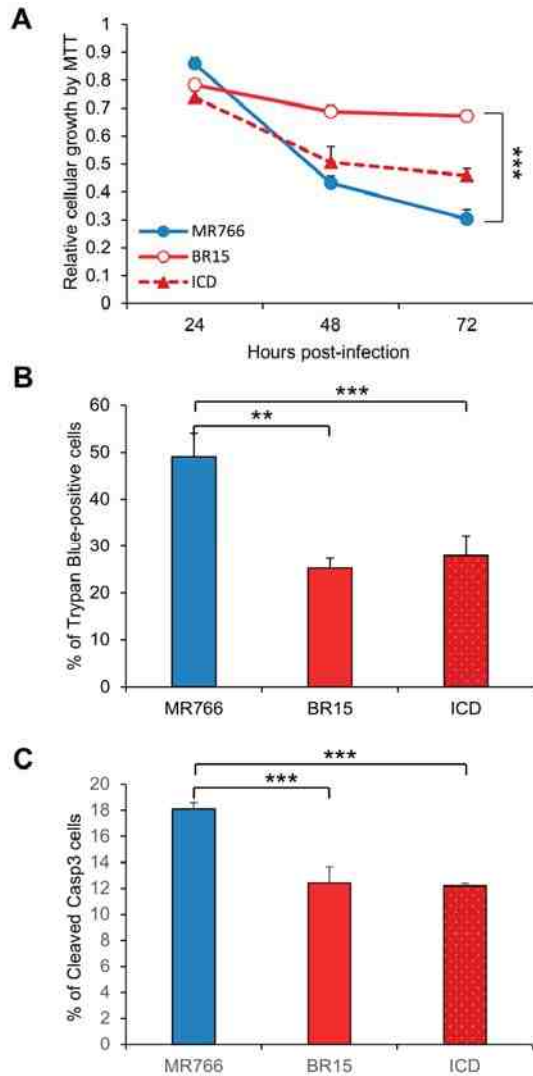 A
Relative cellular growth by MTT
1
0.9
0.8
0.7
0.6
0.5
0.4
0.3
0.2
0.1
0
***
MR766
BR15
ICD
24 48 72
Hours post-infection
B
% of Trypan Blue-positive cells
60
50
40
30
20
10
0
***
**
MR766 BR15 ICD
C
% of Cleaved Casp3 cells
20
18
16
14
12
10
8
6
4
2
0
***
***
MR766 BR15 ICD